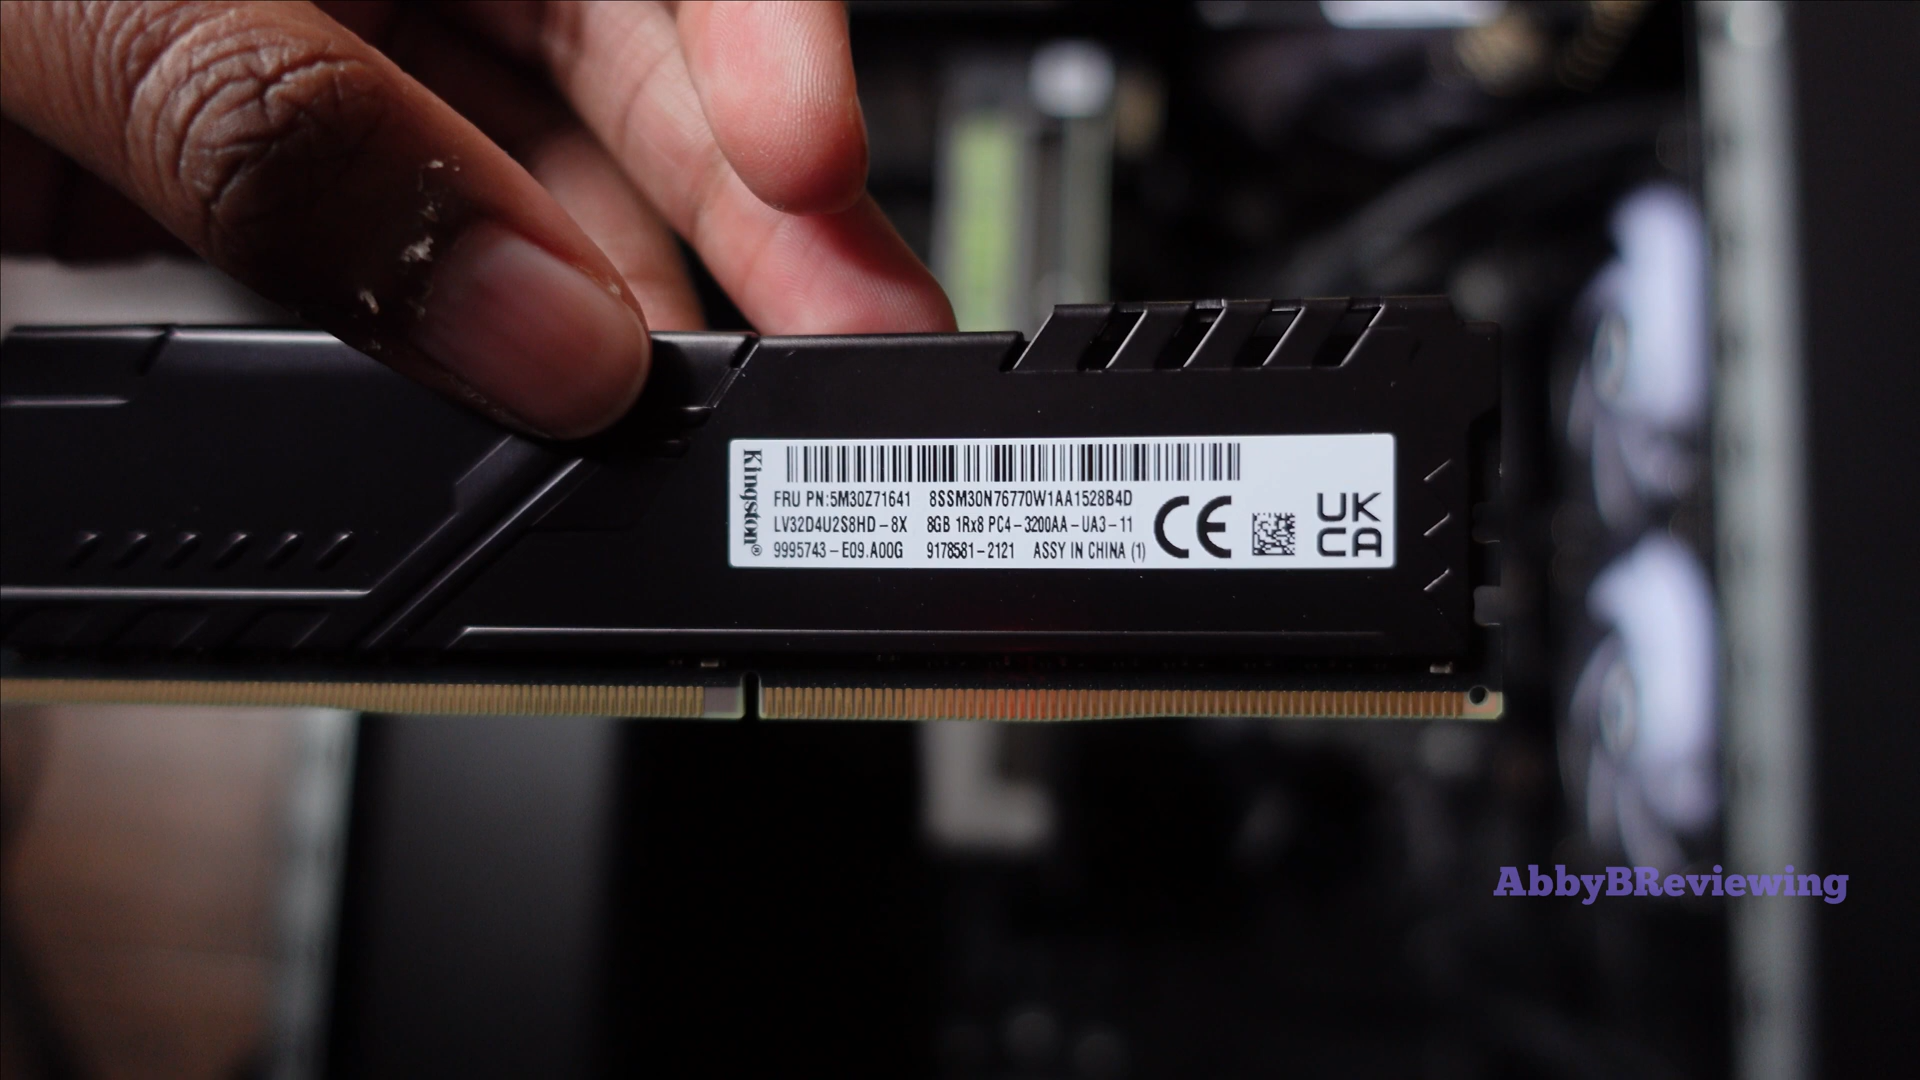 Kingston®
FRU PN:5M30Z71641 8SSM30N76770W1AA1528B4D
LV32D4U2S8HD-8X 8GB 1Rx8 PC4-3200AA-UA3-11
9995743-E09.A00G 9178581-2121 ASSY IN CHINA (1)
CE
UK
CA
AbbyBReviewing